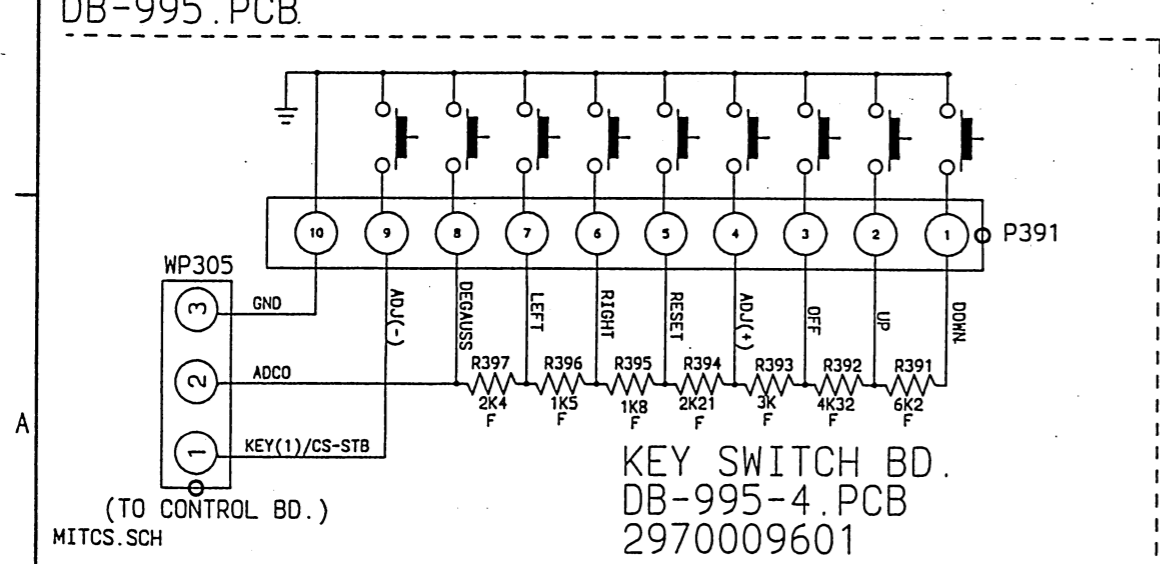 DB-995.PCB
10 9 8 7 6 5 4 3 2 1 P391
WP305
3 GND
ADJ(-)
DEGAUSS
LEFT
RIGHT
RESET
ADJ(+)
OFF
UP
DOWN
2 ADC0
R397 R396 R395 R394 R393 R392 R391
2K4 1K5 1K8 2K21 3K 4K32 6K2
F F F F F F F
A
1 KEY(1)/CS-STB
(TO CONTROL BD.)
MITCS.SCH
KEY SWITCH BD.
DB-995-4.PCB
2970009601